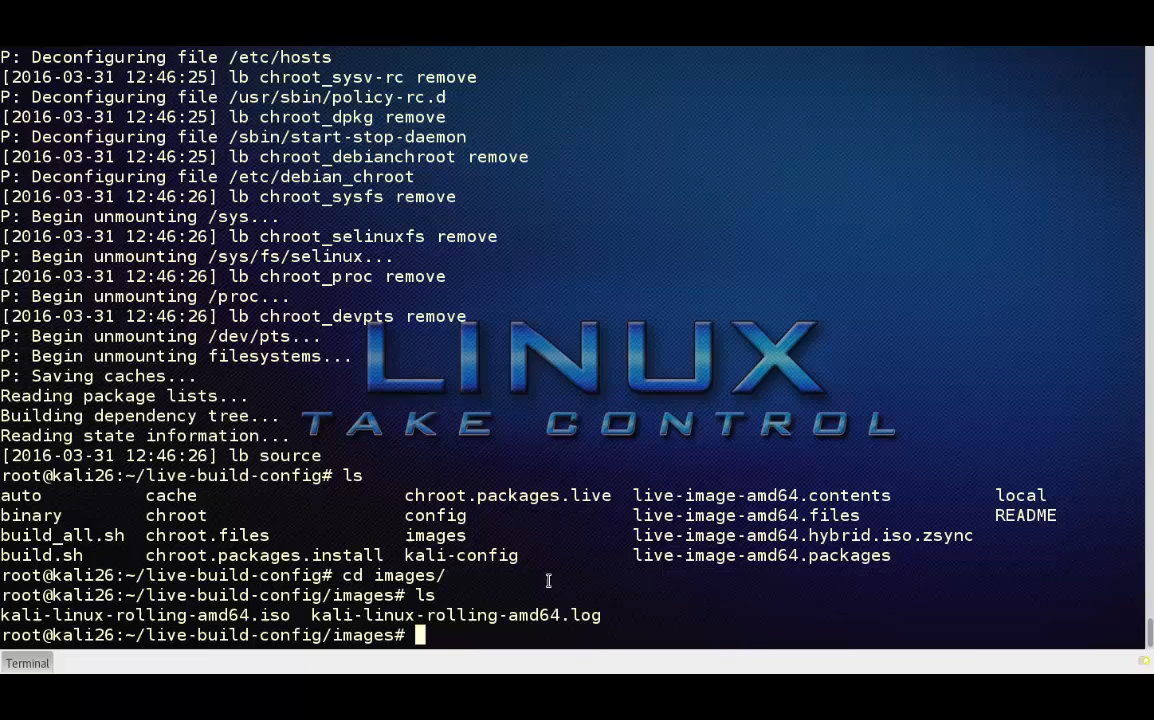 P: Deconfiguring file /etc/hosts
[2016-03-31 12:46:25] lb chroot_sysv-rc remove
P: Deconfiguring file /usr/sbin/policy-rc.d
[2016-03-31 12:46:25] lb chroot_dpkg remove
P: Deconfiguring file /sbin/start-stop-daemon
[2016-03-31 12:46:25] lb chroot_debianchroot remove
P: Deconfiguring file /etc/debian_chroot
[2016-03-31 12:46:26] lb chroot_sysfs remove
P: Begin unmounting /sys...
[2016-03-31 12:46:26] lb chroot_selinuxfs remove
P: Begin unmounting /sys/fs/selinux...
[2016-03-31 12:46:26] lb chroot_proc remove
P: Begin unmounting /proc...
[2016-03-31 12:46:26] lb chroot_devpts remove
P: Begin unmounting /dev/pts...
P: Begin unmounting filesystems...
P: Saving caches...
Reading package lists...
Building dependency tree...
Reading state information...
[2016-03-31 12:46:26] lb source
root@kali26:~/live-build-config# ls
auto cache chroot.packages.live live-image-amd64.contents local
binary chroot config live-image-amd64.files README
build_all.sh chroot.files images live-image-amd64.hybrid.iso.zsync
build.sh chroot.packages.install kali-config live-image-amd64.packages
root@kali26:~/live-build-config# cd images/
root@kali26:~/live-build-config/images# ls
kali-linux-rolling-amd64.iso kali-linux-rolling-amd64.log
root@kali26:~/live-build-config/images#
LINUX
TAKE CONTROL
Terminal